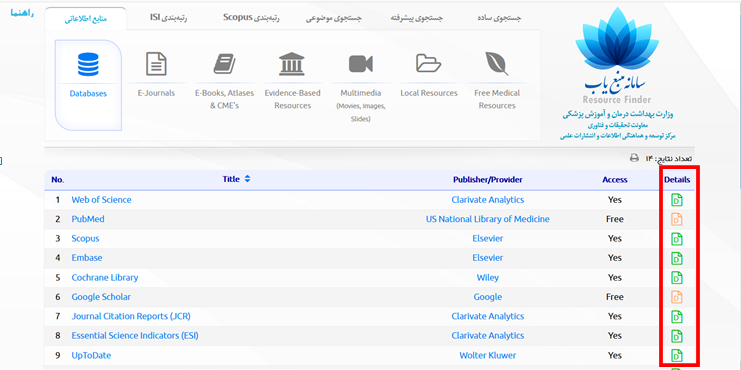 راهنما
منابع اطلاعاتی
رتبه‌بندی ISI
رتبه‌بندی Scopus
جستجوی موضوعی
جستجوی پیشرفته
جستجوی ساده
Databases
E-Journals
E-Books, Atlases
& CME's
Evidence-Based
Resources
Multimedia
(Movies, Images,
Slides)
Local Resources
Free Medical
Resources
سامانه منبع یاب
Resource Finder
وزارت بهداشت درمان و آموزش پزشکی
معاونت تحقیقات و فناوری
مرکز توسعه و هماهنگی اطلاعات و انتشارات علمی
تعداد نتایج: ۱۴
No. Title Publisher/Provider Access Details
1 Web of Science Clarivate Analytics Yes
2 PubMed US National Library of Medicine Free
3 Scopus Elsevier Yes
4 Embase Elsevier Yes
5 Cochrane Library Wiley Yes
6 Google Scholar Google Free
7 Journal Citation Reports (JCR) Clarivate Analytics Yes
8 Essential Science Indicators (ESI) Clarivate Analytics Yes
9 UpToDate Wolter Kluwer Yes